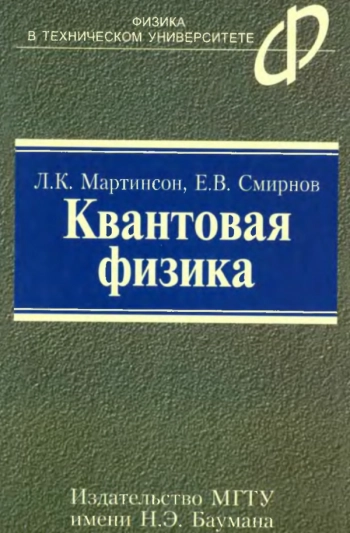 ФИЗИКА
В ТЕХНИЧЕСКОМ УНИВЕРСИТЕТЕ
Ф
Л.К. Мартинсон, Е.В. Смирнов
Квантовая
физика
Издательство МГТУ
имени Н.Э. Баумана